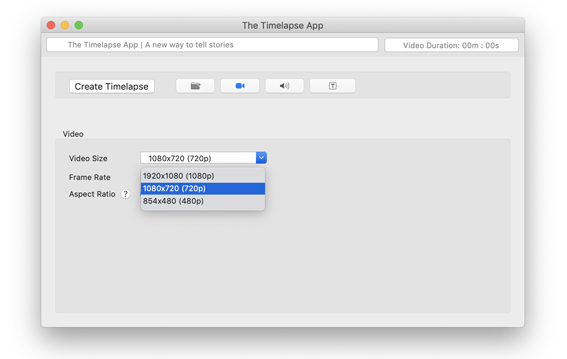 The Timelapse App
The Timelapse App | A new way to tell stories
Video Duration: 00m : 00s
Create Timelapse
T
Video
Video Size
1080x720 (720p)
Frame Rate
1920x1080 (1080p)
1080x720 (720p)
Aspect Ratio ?
854x480 (480p)